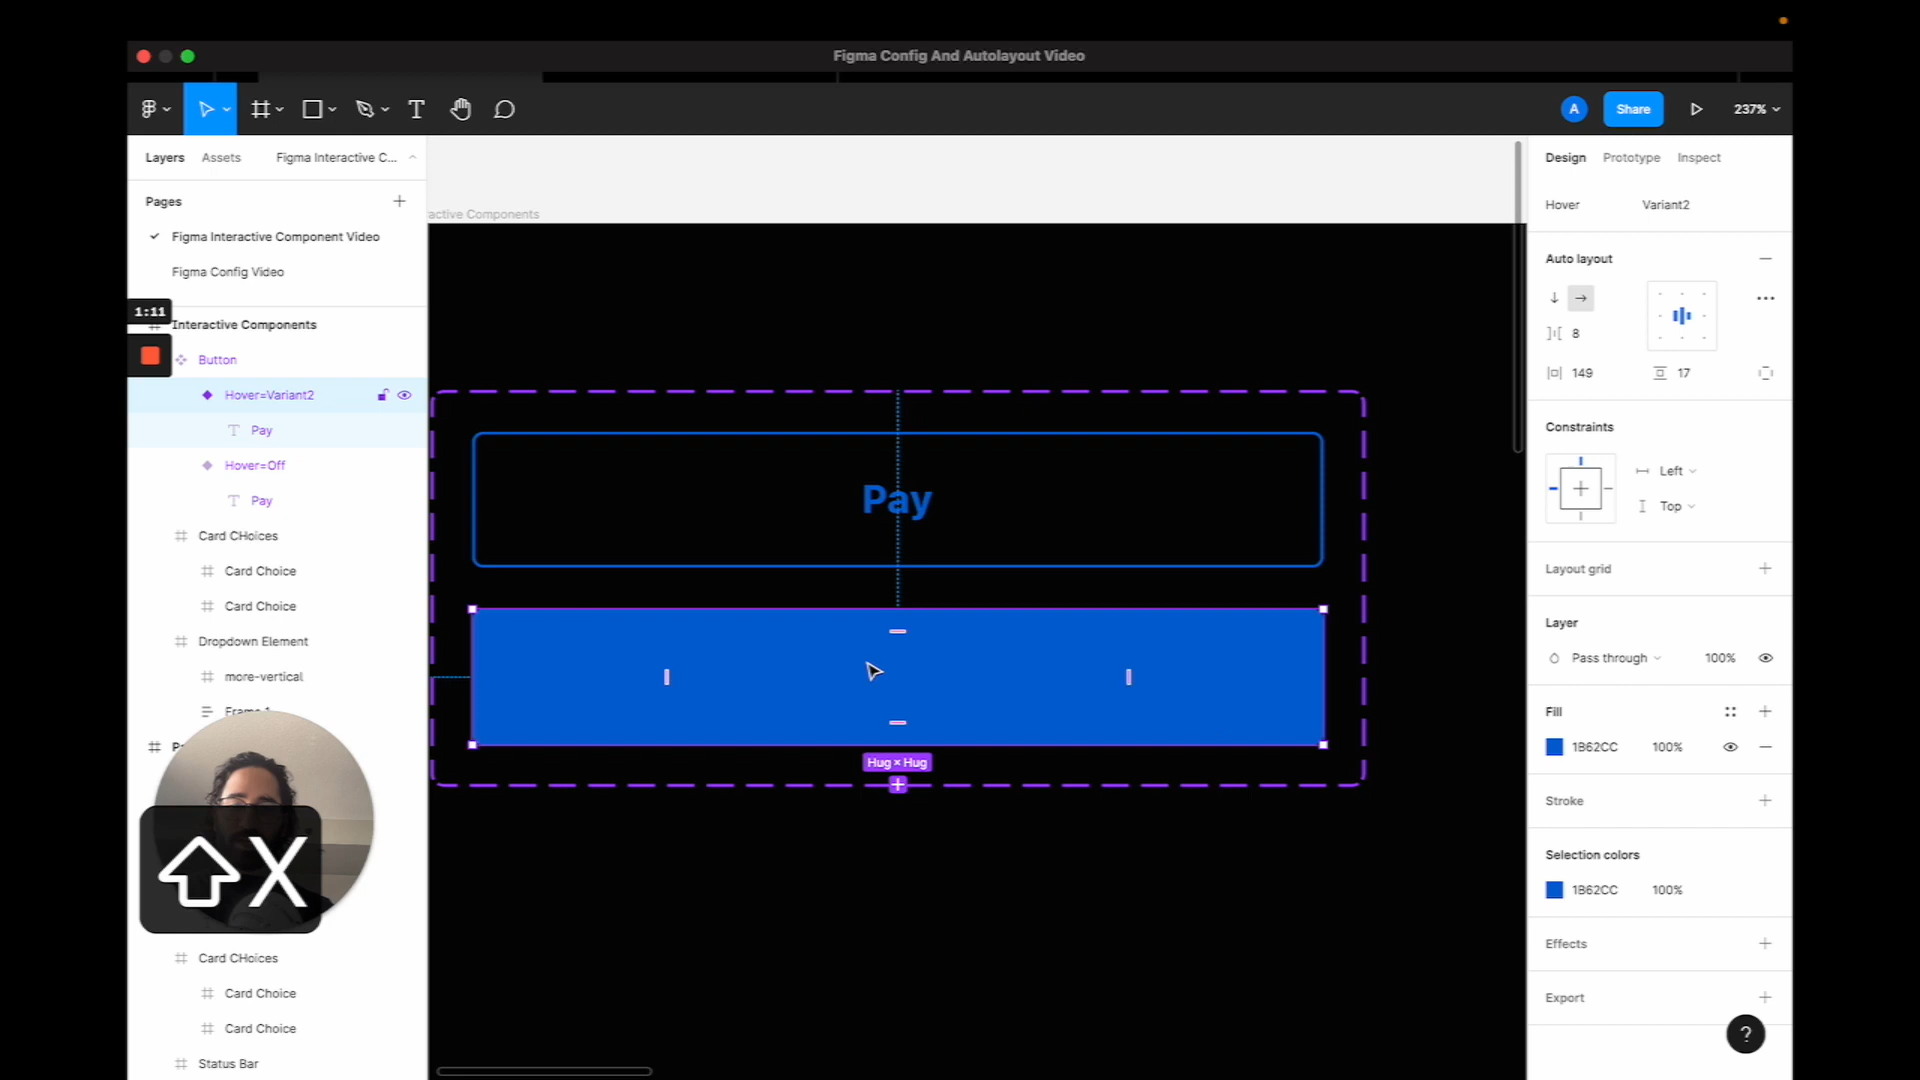 Figma Config And Autolayout Video
A
Share
237%
Layers
Assets
Figma Interactive C...
Pages
Figma Interactive Component Video
Figma Config Video
1:11
Interactive Components
Button
Hover=Variant2
Pay
Hover=Off
Pay
Card CHoices
Card Choice
Card Choice
Dropdown Element
more-vertical
Frame 1
⇧X
Card CHoices
Card Choice
Card Choice
Status Bar
active Components
Pay
Hug × Hug
Design
Prototype
Inspect
Hover
Variant2
Auto layout
8
149
17
Constraints
Left
Top
Layout grid
Layer
Pass through
100%
Fill
1B62CC
100%
Stroke
Selection colors
1B62CC
100%
Effects
Export
?